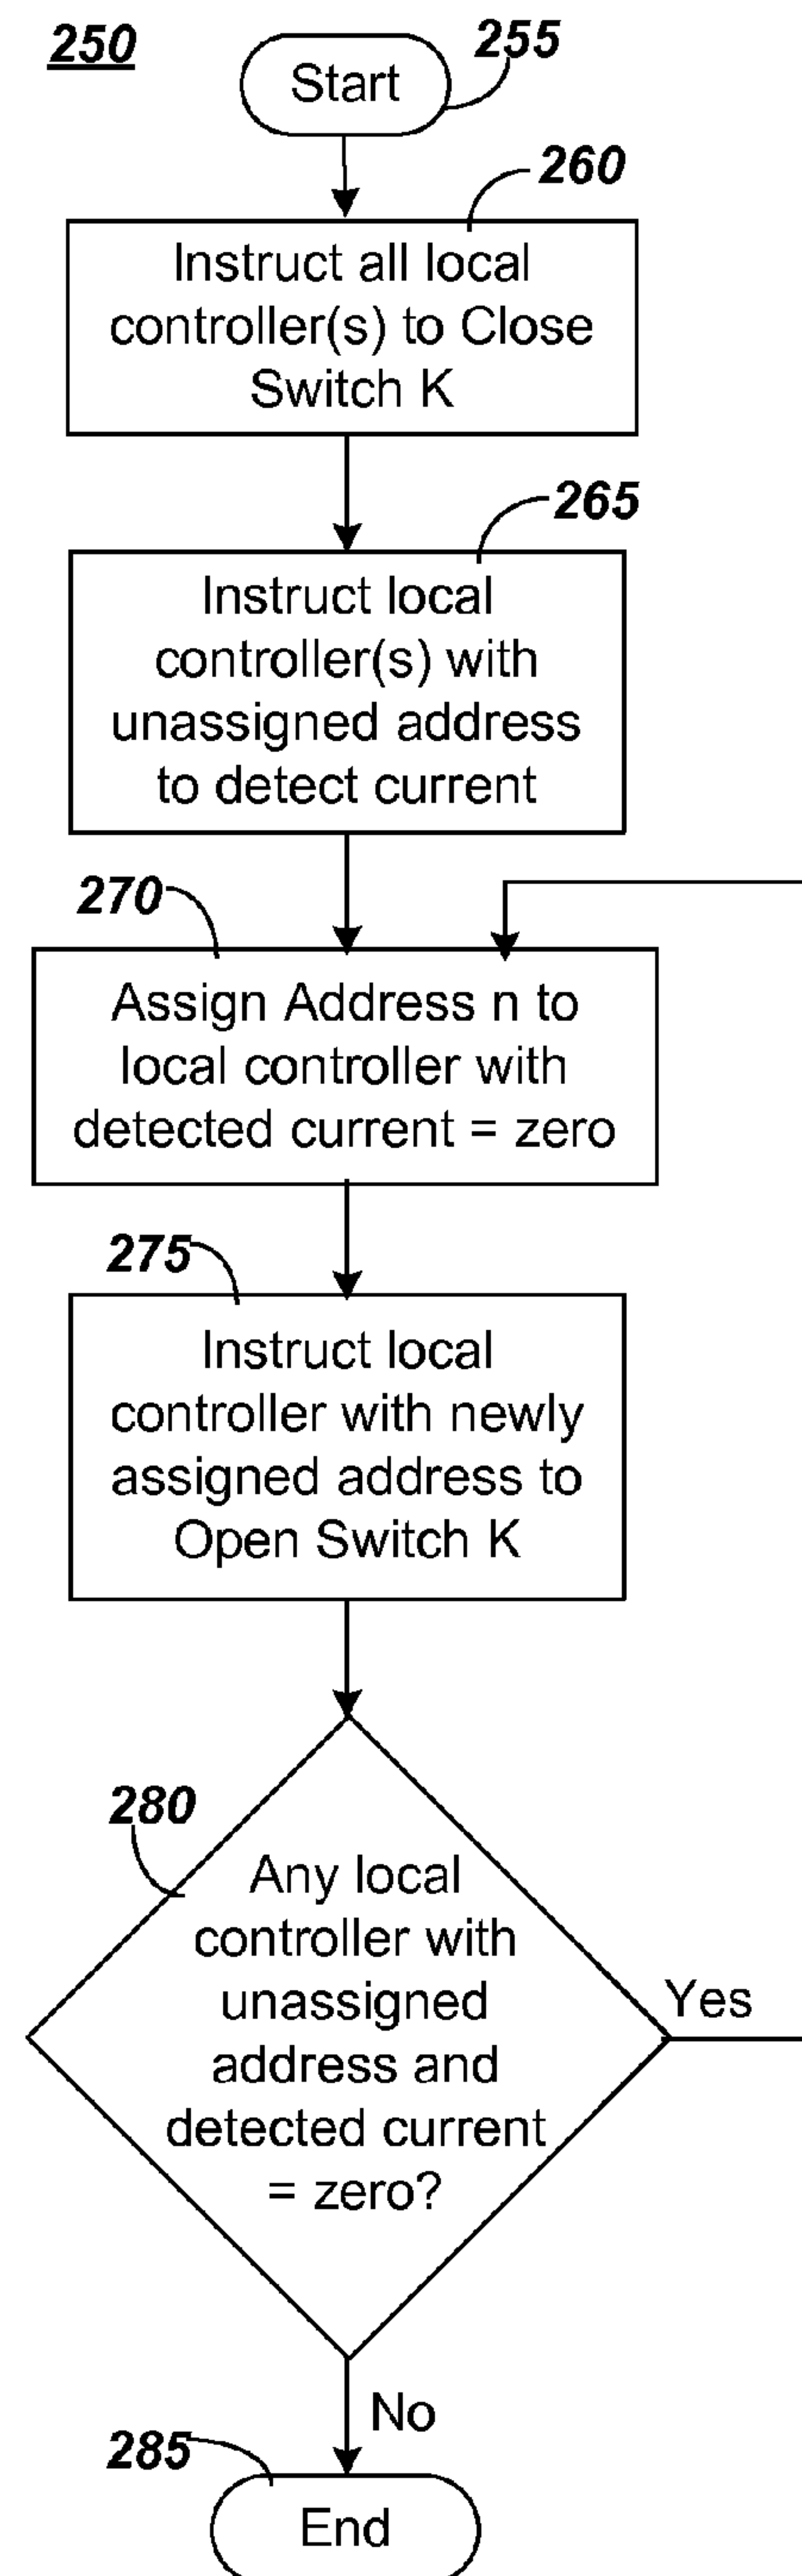 250
Start
255
260
Instruct all local
controller(s) to Close
Switch K
265
Instruct local
controller(s) with
unassigned address
to detect current
270
Assign Address n to
local controller with
detected current = zero
275
Instruct local
controller with newly
assigned address to
Open Switch K
280
Any local
controller with
unassigned
address and
detected current
= zero?
Yes
No
285
End